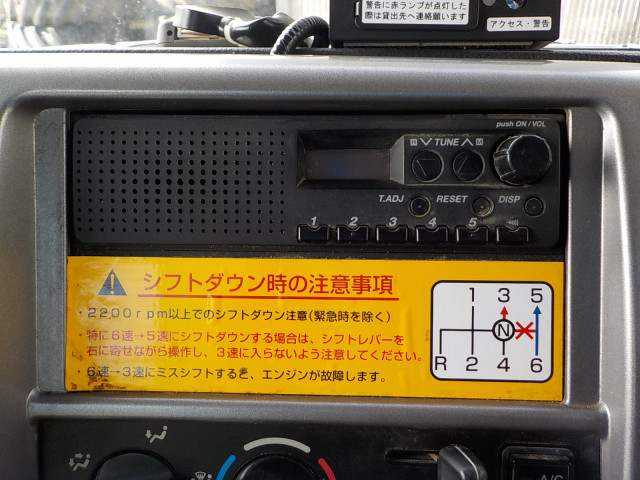 警告に赤ランプが点灯した
際は貸出先へ連絡願います
アクセス・警告
push ON/VOL
H TUNE M
T.ADJ RESET DISP
1 2 3 4 5
シフトダウン時の注意事項
・2200rpm以上でのシフトダウン注意(緊急時を除く)
・特に6速→5速にシフトダウンする場合は、シフトレバーを
右に寄せながら操作し、3速に入らないよう注意してください。
・6速→3速にミスシフトすると、エンジンが故障します。
1 3 5
N
R 2 4 6
A/C